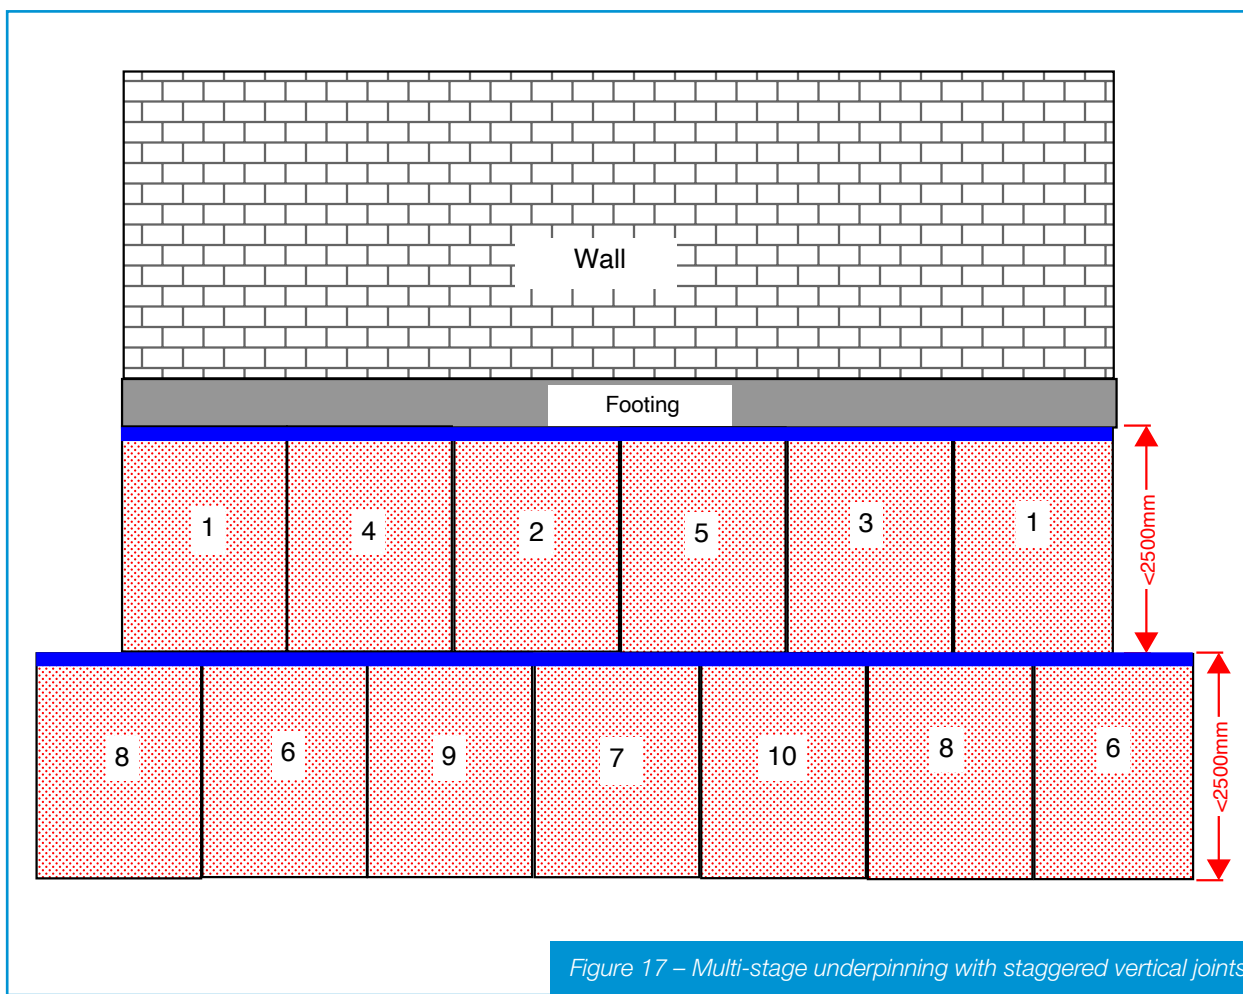 Wall
Footing
1 4 2 5 3 1
<2500mm
8 6 9 7 10 8 6
<2500mm
Figure 17 – Multi-stage underpinning with staggered vertical joints